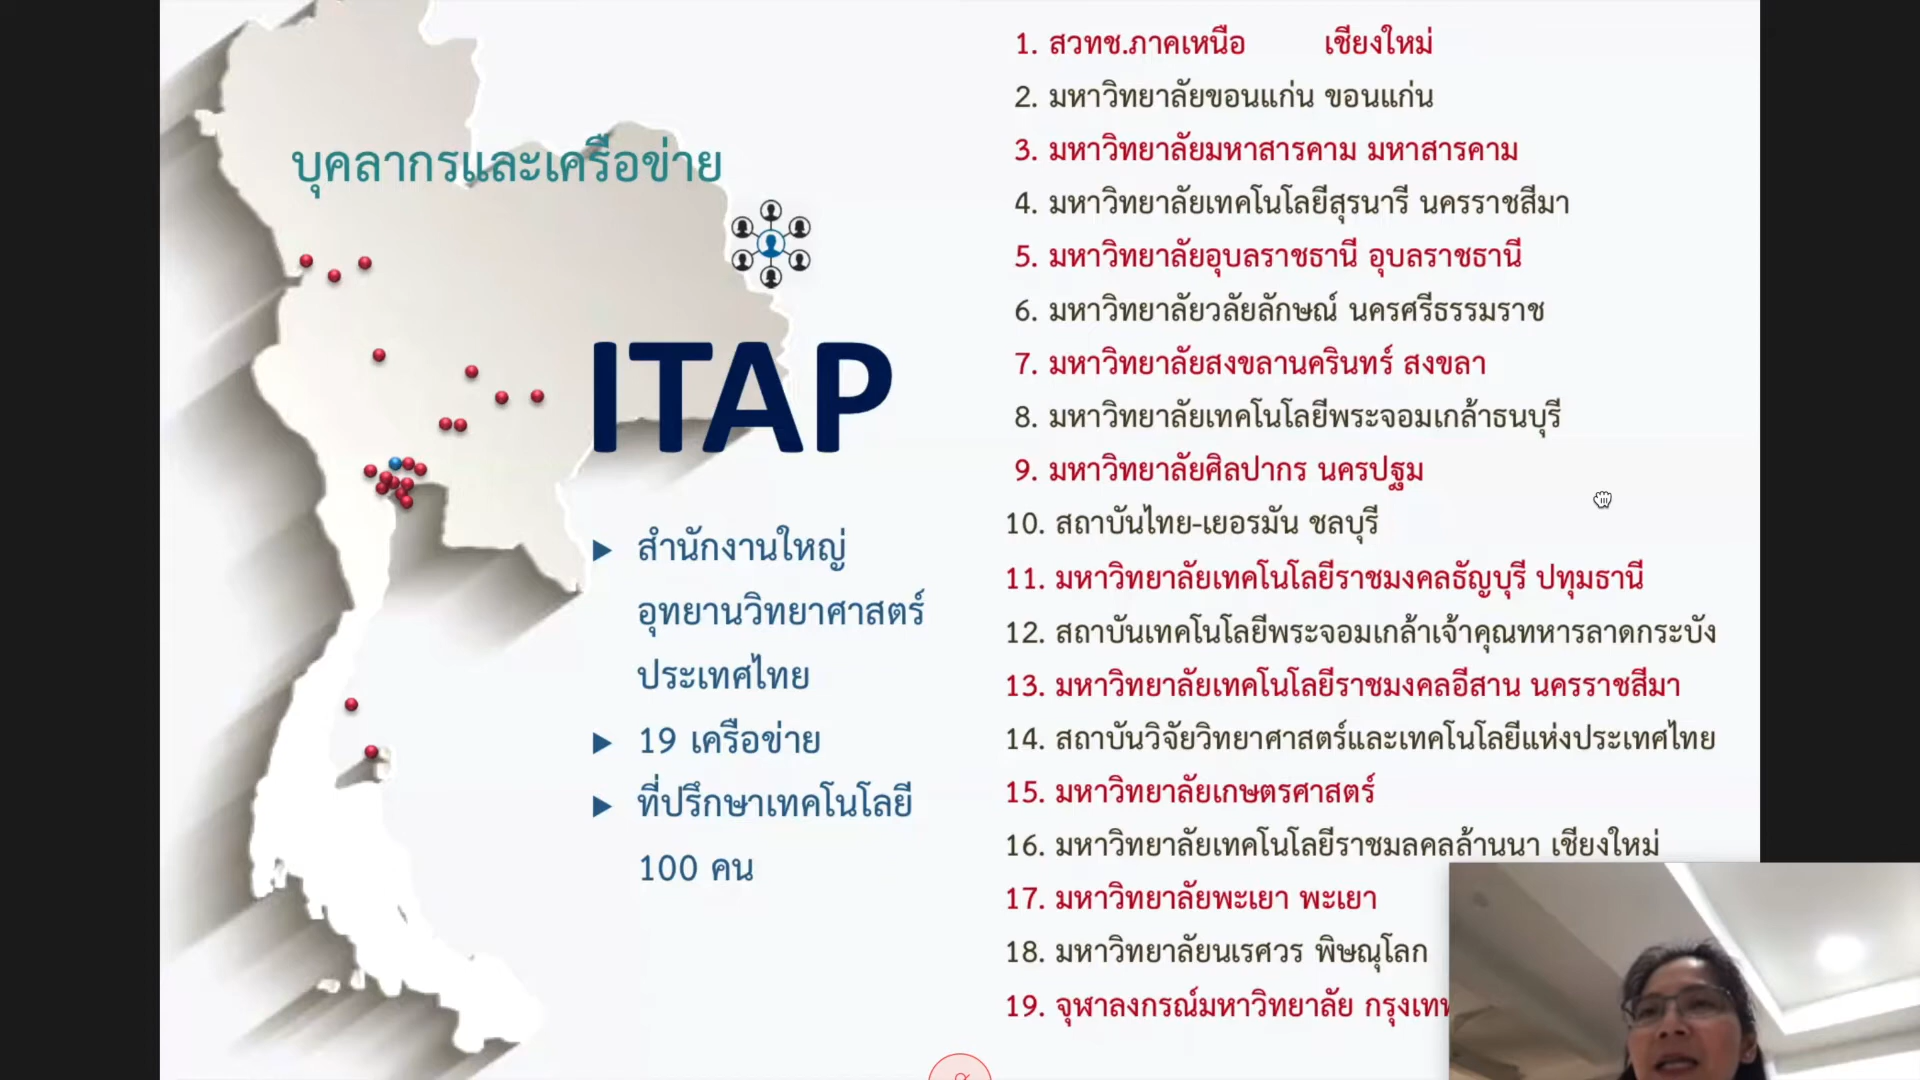 บุคลากรและเครือข่าย
ITAP
สำนักงานใหญ่
อุทยานวิทยาศาสตร์
ประเทศไทย
19 เครือข่าย
ที่ปรึกษาเทคโนโลยี
100 คน
1. สวทช.ภาคเหนือ เชียงใหม่
2. มหาวิทยาลัยขอนแก่น ขอนแก่น
3. มหาวิทยาลัยมหาสารคาม มหาสารคาม
4. มหาวิทยาลัยเทคโนโลยีสุรนารี นครราชสีมา
5. มหาวิทยาลัยอุบลราชธานี อุบลราชธานี
6. มหาวิทยาลัยวลัยลักษณ์ นครศรีธรรมราช
7. มหาวิทยาลัยสงขลานครินทร์ สงขลา
8. มหาวิทยาลัยเทคโนโลยีพระจอมเกล้าธนบุรี
9. มหาวิทยาลัยศิลปากร นครปฐม
10. สถาบันไทย-เยอรมัน ชลบุรี
11. มหาวิทยาลัยเทคโนโลยีราชมงคลธัญบุรี ปทุมธานี
12. สถาบันเทคโนโลยีพระจอมเกล้าเจ้าคุณทหารลาดกระบัง
13. มหาวิทยาลัยเทคโนโลยีราชมงคลอีสาน นครราชสีมา
14. สถาบันวิจัยวิทยาศาสตร์และเทคโนโลยีแห่งประเทศไทย
15. มหาวิทยาลัยเกษตรศาสตร์
16. มหาวิทยาลัยเทคโนโลยีราชมลคลล้านนา เชียงใหม่
17. มหาวิทยาลัยพะเยา พะเยา
18. มหาวิทยาลัยนเรศวร พิษณุโลก
19. จุฬาลงกรณ์มหาวิทยาลัย